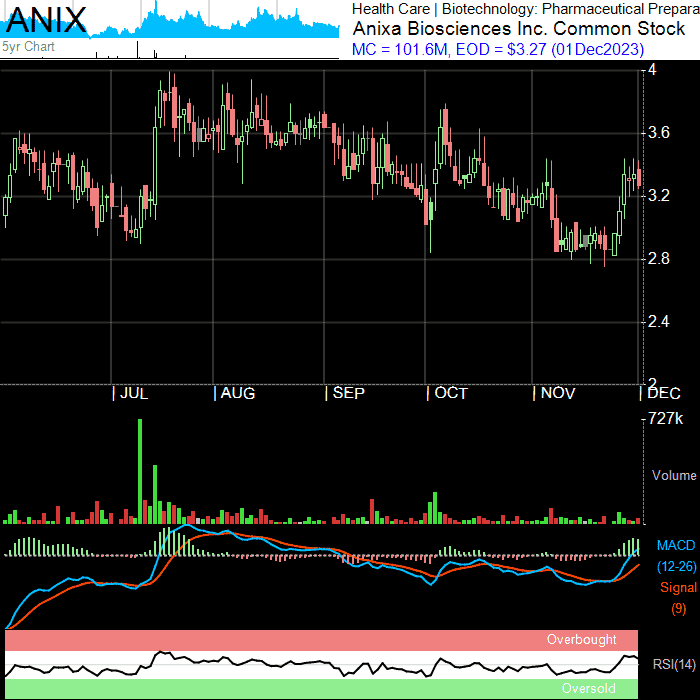 ANIX
5yr Chart
Health Care | Biotechnology: Pharmaceutical Prepara
Anixa Biosciences Inc. Common Stock
MC = 101.6M, EOD = $3.27 (01Dec2023)
4
3.6
3.2
2.8
2.4
2
JUL AUG SEP OCT NOV DEC
727k
Volume
MACD
(12-26)
Signal
(9)
Overbought
RSI(14)
Oversold